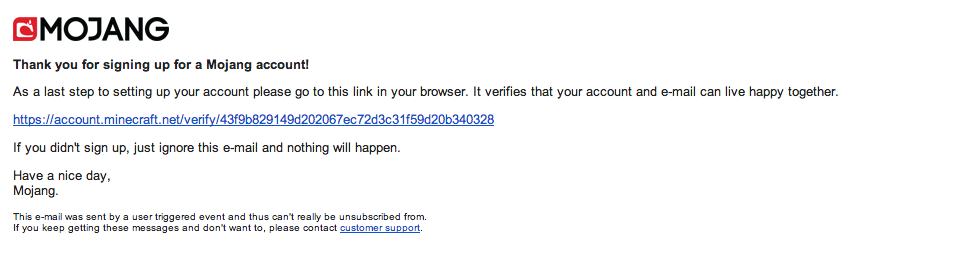 MOJANG
Thank you for signing up for a Mojang account!
As a last step to setting up your account please go to this link in your browser. It verifies that your account and e-mail can live happy together.
https://account.minecraft.net/verify/43f9b829149d202067ec72d3c31f59d20b340328
If you didn't sign up, just ignore this e-mail and nothing will happen.
Have a nice day,
Mojang.
This e-mail was sent by a user triggered event and thus can't really be unsubscribed from.
If you keep getting these messages and don't want to, please contact customer support.